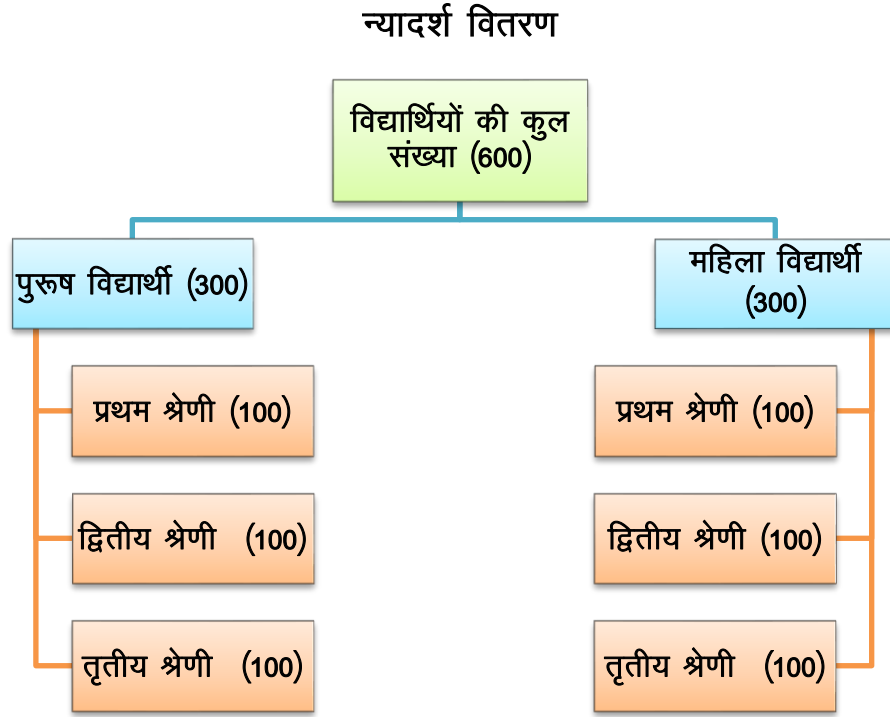 न्यादर्श वितरण
विद्यार्थियों की कुल
संख्या (600)
पुरूष विद्यार्थी (300)
प्रथम श्रेणी (100)
द्वितीय श्रेणी (100)
तृतीय श्रेणी (100)
महिला विद्यार्थी
(300)
प्रथम श्रेणी (100)
द्वितीय श्रेणी (100)
तृतीय श्रेणी (100)